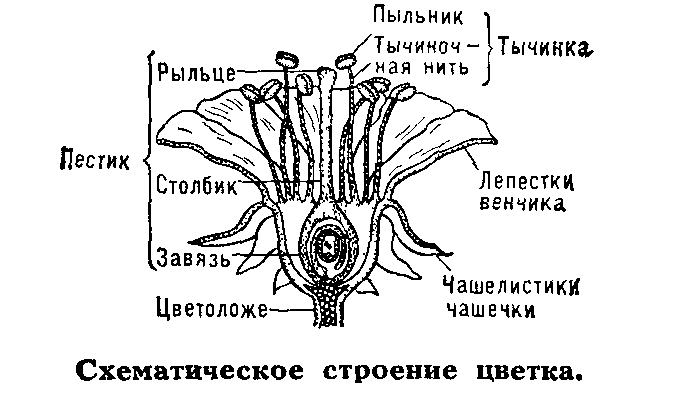 Пыльник
Тычиноч-
ная нить
Тычинка
Рыльце
Пестик
Столбик
Лепестки
венчика
Завязь
Чашелистики
чашечки
Цветоложе
Схематическое строение цветка.